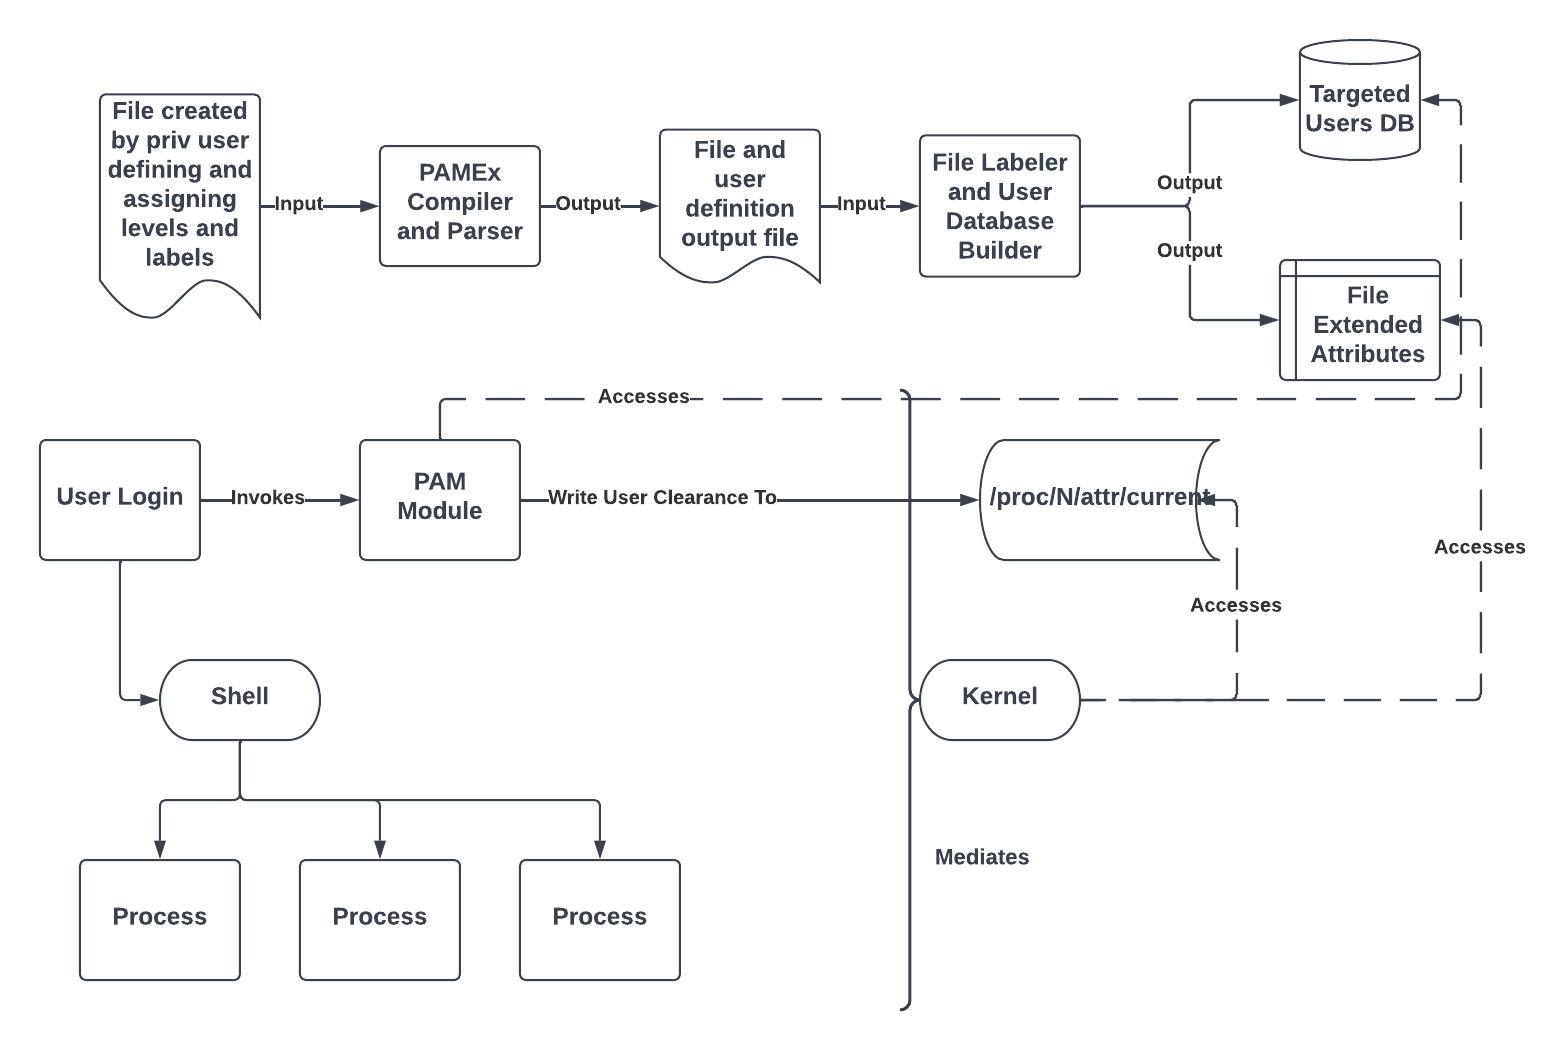 File created
by priv user
defining and
assigning
levels and
labels
Input
PAMEx
Compiler
and Parser
Output
File and
user
definition
output file
Input
File Labeler
and User
Database
Builder
Output
Output
Targeted
Users DB
File
Extended
Attributes
Accesses
User Login
Invokes
PAM
Module
Write User Clearance To
/proc/N/attr/current
Accesses
Accesses
Shell
Kernel
Mediates
Process
Process
Process